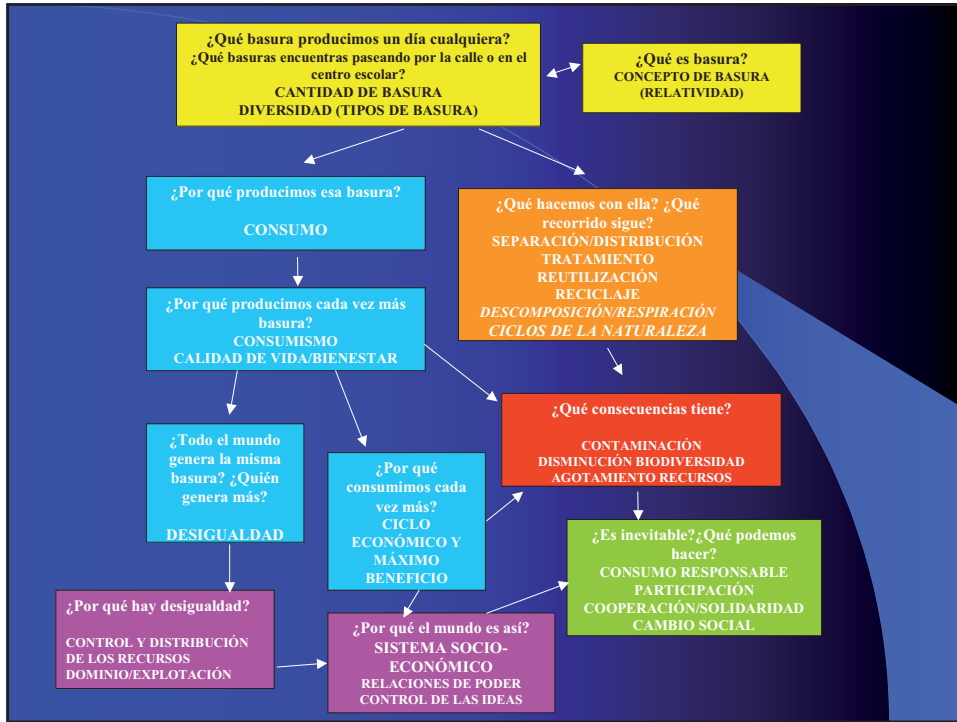 ¿Qué basura producimos un día cualquiera?
¿Qué basuras encuentras paseando por la calle o en el
centro escolar?
CANTIDAD DE BASURA
DIVERSIDAD (TIPOS DE BASURA)
¿Qué es basura?
CONCEPTO DE BASURA
(RELATIVIDAD)
¿Por qué producimos esa basura?
CONSUMO
¿Qué hacemos con ella? ¿Qué
recorrido sigue?
SEPARACIÓN/DISTRIBUCIÓN
TRATAMIENTO
REUTILIZACIÓN
RECICLAJE
DESCOMPOSICIÓN/RESPIRACIÓN
CICLOS DE LA NATURALEZA
¿Por qué producimos cada vez más
basura?
CONSUMISMO
CALIDAD DE VIDA/BIENESTAR
¿Qué consecuencias tiene?
CONTAMINACIÓN
DISMINUCIÓN BIODIVERSIDAD
AGOTAMIENTO RECURSOS
¿Todo el mundo
genera la misma
basura? ¿Quién
genera más?
DESIGUALDAD
¿Por qué
consumimos cada
vez más?
CICLO
ECONÓMICO Y
MÁXIMO
BENEFICIO
¿Es inevitable?¿Qué podemos
hacer?
CONSUMO RESPONSABLE
PARTICIPACIÓN
COOPERACIÓN/SOLIDARIDAD
CAMBIO SOCIAL
¿Por qué hay desigualdad?
CONTROL Y DISTRIBUCIÓN
DE LOS RECURSOS
DOMINIO/EXPLOTACIÓN
¿Por qué el mundo es así?
SISTEMA SOCIO-
ECONÓMICO
RELACIONES DE PODER
CONTROL DE LAS IDEAS